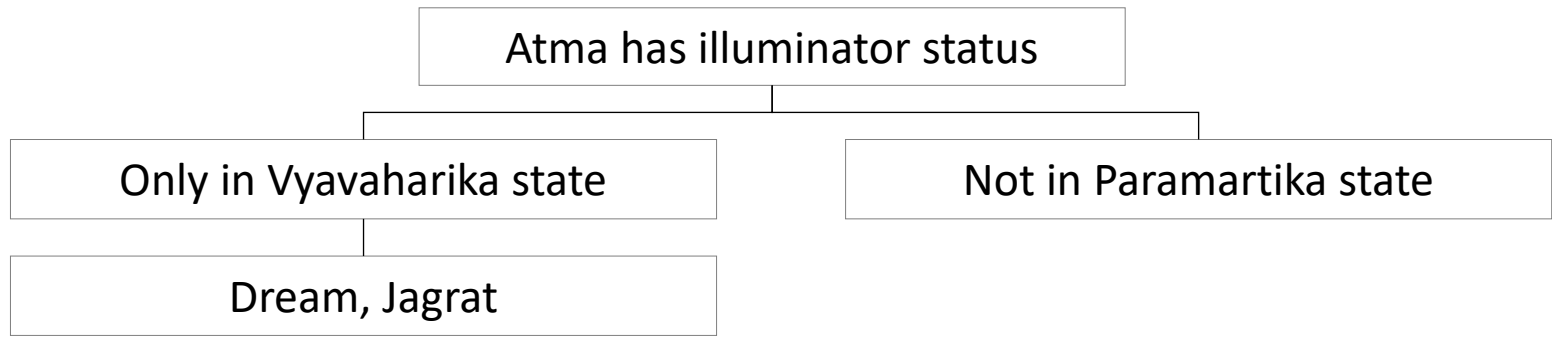 Atma has illuminator status
Only in Vyavaharika state
Not in Paramartika state
Dream, Jagrat